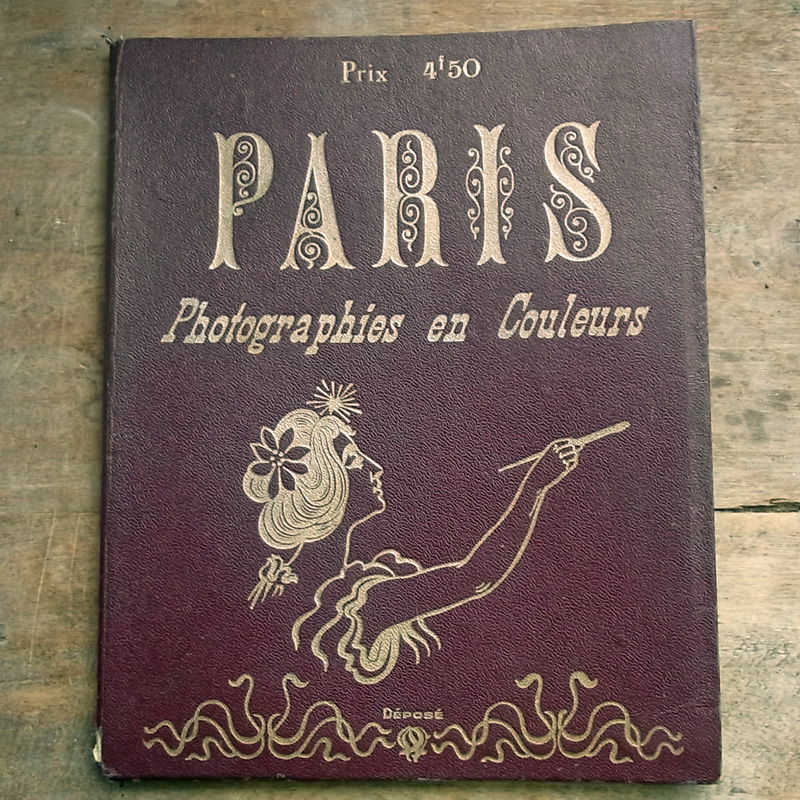 Prix 4f50
PARIS
Photographies en Couleurs
DÉPOSÉ